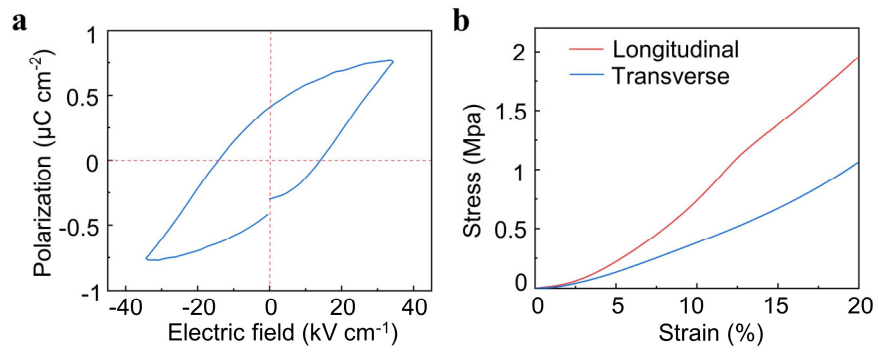 a
1
0.5
0
-0.5
-1
Polarization (μC cm-2)
-40 -20 0 20 40
Electric field (kV cm-1)
b
Longitudinal
Transverse
2
1.5
1
0.5
0
Stress (Mpa)
0 5 10 15 20
Strain (%)